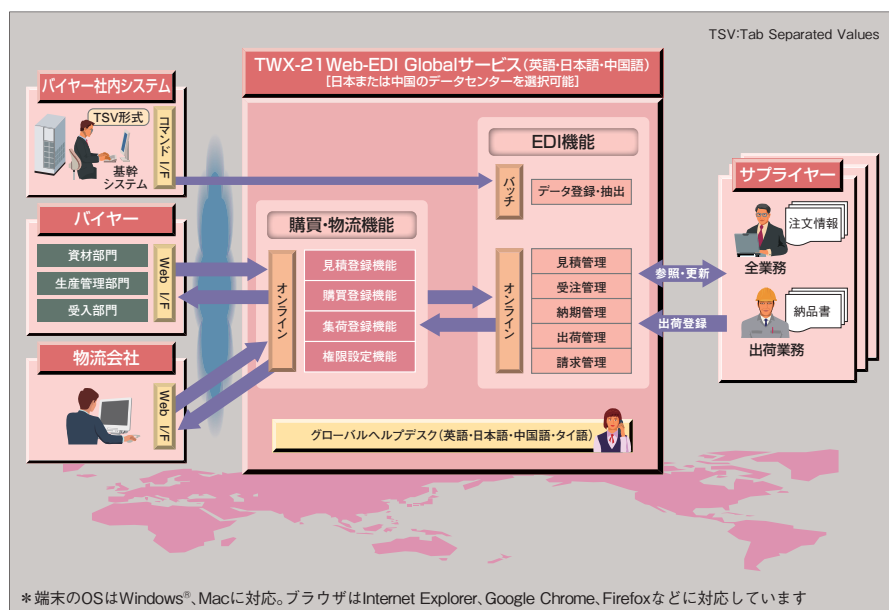 TSV:Tab Separated Values
TWX-21Web-EDI Globalサービス(英語・日本語・中国語)
[日本または中国のデータセンターを選択可能]
バイヤー社内システム
TSV形式
基幹
システム
コマンドI/F
バイヤー
資材部門
生産管理部門
受入部門
Web I/F
物流会社
Web I/F
購買・物流機能
オンライン
見積登録機能
購買登録機能
集荷登録機能
権限設定機能
EDI機能
バッチ
データ登録・抽出
オンライン
見積管理
受注管理
納期管理
出荷管理
請求管理
グローバルヘルプデスク(英語・日本語・中国語・タイ語)
参照・更新
出荷登録
サプライヤー
注文情報
全業務
納品書
出荷業務
*端末のOSはWindows®、Macに対応。ブラウザはInternet Explorer、Google Chrome、Firefoxなどに対応しています